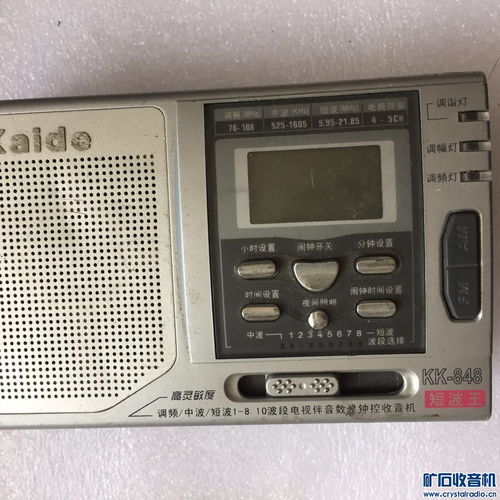 Kaide
调频(MHz) 中波(KHz) 短波(MHz) 电视伴音
76-108 525-1605 5.95-21.85 4-5CH
调谐灯
调幅灯
调频灯
小时设置 闹钟开关 分钟设置
时间设置 夜间照明 闹钟时间设置
AM
FM
中波 1 2 3 4 5 6 7 8 短波
波段选择
KK-848
短波王
高灵敏度
调频/中波/短波1-8 10波段电视伴音数 钟控收音机
矿石收音机
www.crystalradio.cn